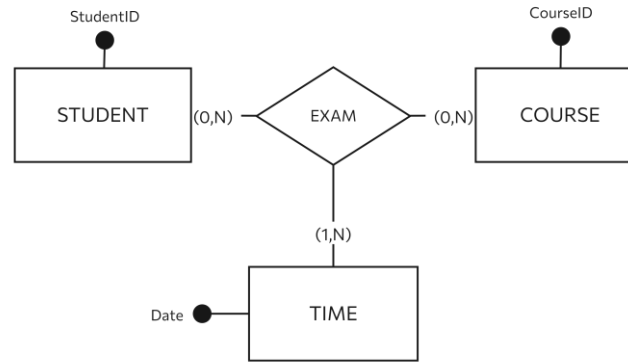 StudentID
CourseID
STUDENT
(0,N)
EXAM
(0,N)
COURSE
(1,N)
Date
TIME